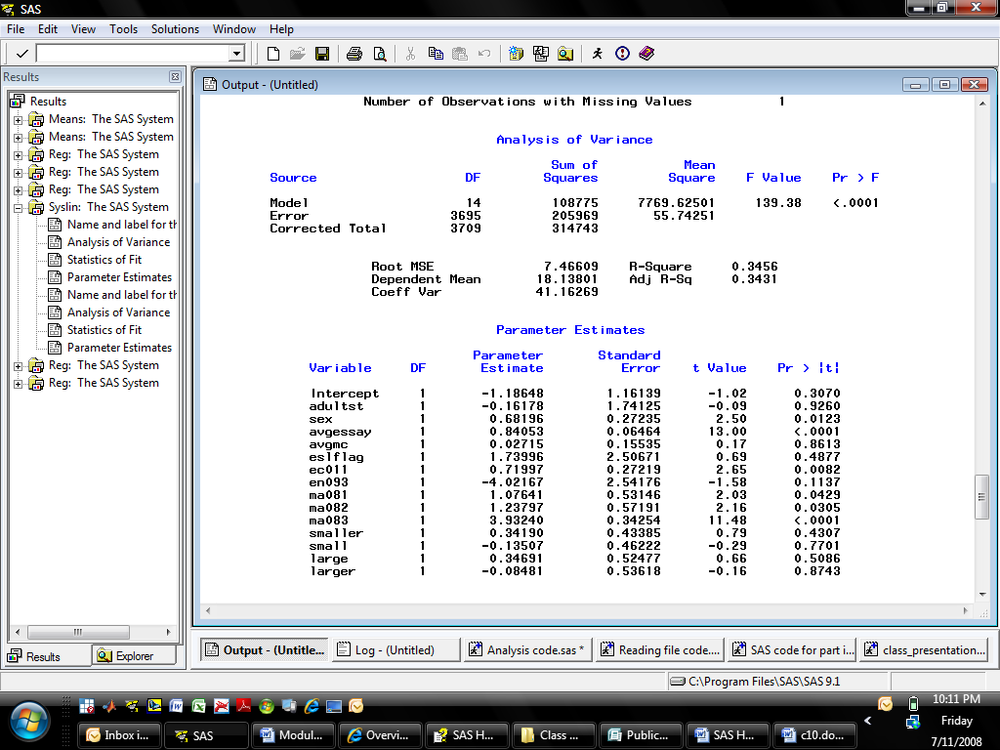 SAS
File Edit View Tools Solutions Window Help
Results
Results
Means: The SAS System
Means: The SAS System
Reg: The SAS System
Reg: The SAS System
Reg: The SAS System
Syslin: The SAS System
Name and label for th
Analysis of Variance
Statistics of Fit
Parameter Estimates
Name and label for th
Analysis of Variance
Statistics of Fit
Parameter Estimates
Reg: The SAS System
Reg: The SAS System
Results Explorer
Output - (Untitled)
Number of Observations with Missing Values 1
Analysis of Variance
Sum of Mean
Source DF Squares Square F Value Pr > F
Model 14 108775 7769.62501 139.38 <.0001
Error 3695 205969 55.74251
Corrected Total 3709 314743
Root MSE 7.46609 R-Square 0.3456
Dependent Mean 18.13801 Adj R-Sq 0.3431
Coeff Var 41.16269
Parameter Estimates
Parameter Standard
Variable DF Estimate Error t Value Pr > |t|
Intercept 1 -1.18648 1.16139 -1.02 0.3070
adultst 1 -0.16178 1.74125 -0.09 0.9260
sex 1 0.68196 0.27235 2.50 0.0123
avgessay 1 0.84053 0.06464 13.00 <.0001
avgmc 1 0.02715 0.15535 0.17 0.8613
eslflag 1 1.73996 2.50671 0.69 0.4877
ec011 1 0.71997 0.27219 2.65 0.0082
en093 1 -4.02167 2.54176 -1.58 0.1137
ma081 1 1.07641 0.53146 2.03 0.0429
ma082 1 1.23797 0.57191 2.16 0.0305
ma083 1 3.93240 0.34254 11.48 <.0001
smaller 1 0.34190 0.43385 0.79 0.4307
small 1 -0.13507 0.46222 -0.29 0.7701
large 1 0.34691 0.52477 0.66 0.5086
larger 1 -0.08481 0.53618 -0.16 0.8743
Output - (Untitle... Log - (Untitled) Analysis code.sas * Reading file code.... SAS code for part i... class_presentation...
C:\Program Files\SAS\SAS 9.1
10:11 PM
Friday
7/11/2008
Inbox i... SAS Modul... Overvi... SAS H... Class ... Public... SAS H... c10.do...